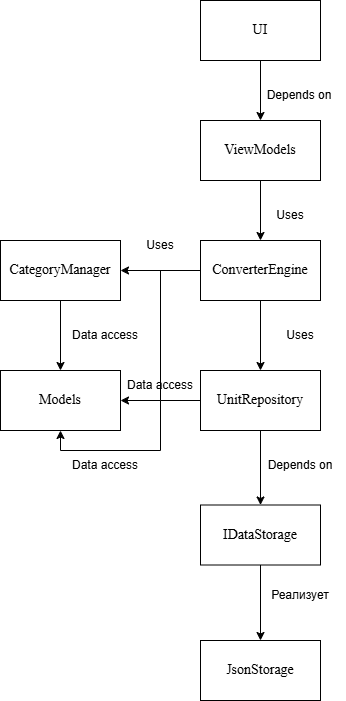 UI
Depends on
ViewModels
Uses
Uses
CategoryManager
ConverterEngine
Data access
Uses
Data access
Models
UnitRepository
Data access
Depends on
IDataStorage
Реализует
JsonStorage